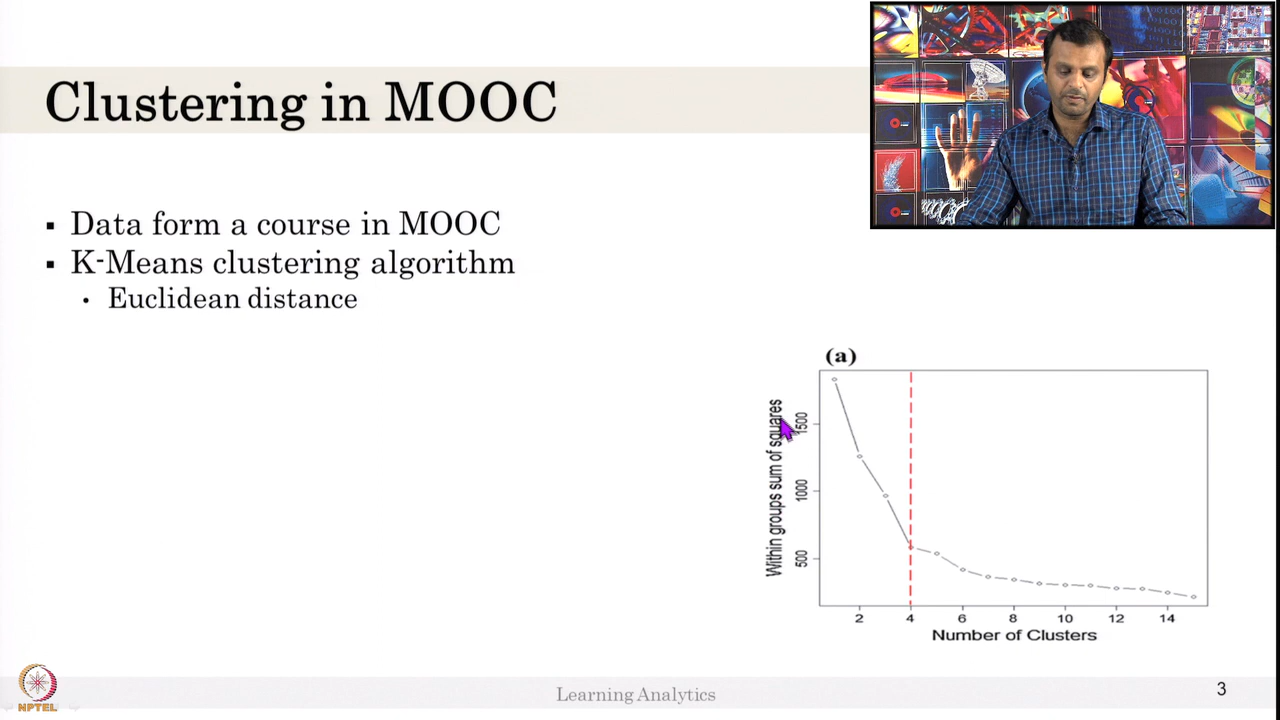 Clustering in MOOC
▪ Data form a course in MOOC
▪ K-Means clustering algorithm
• Euclidean distance
(a)
Within groups sum of squares
1500
1000
500
2 4 6 8 10 12 14
Number of Clusters
NPTEL
Learning Analytics
3